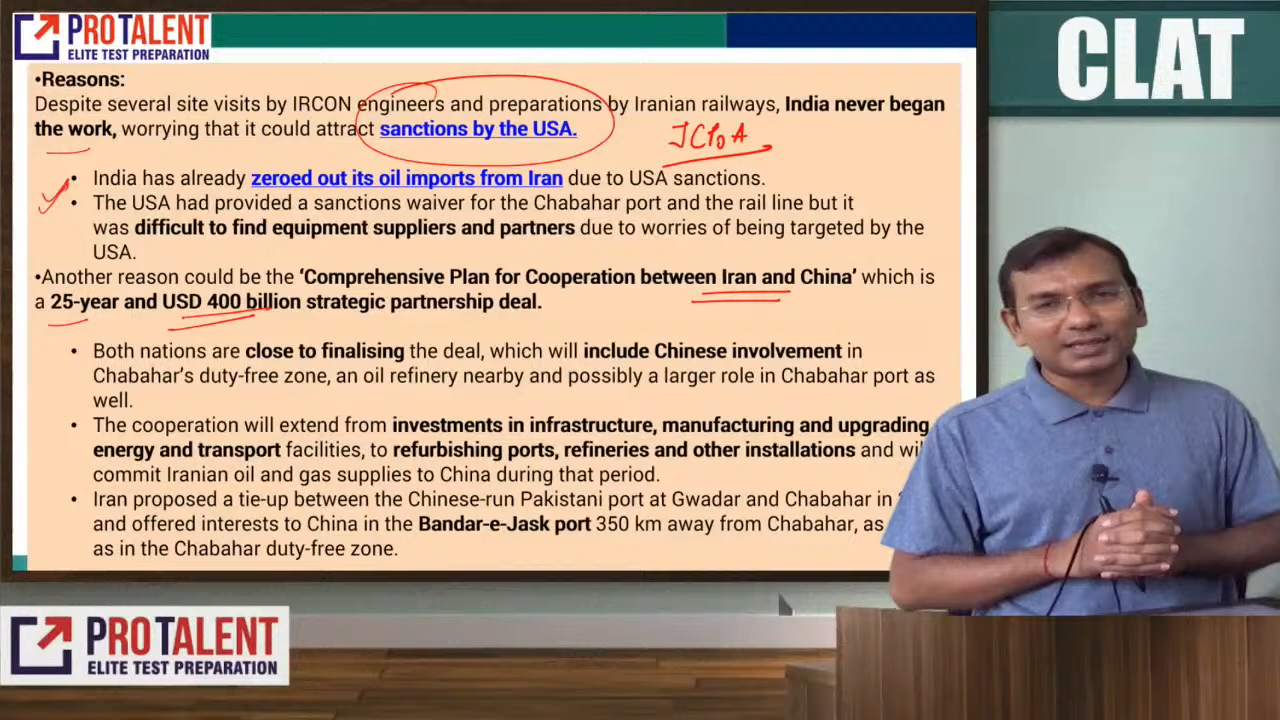 PROTALENT
ELITE TEST PREPARATION
CLAT
•Reasons:
Despite several site visits by IRCON engineers and preparations by Iranian railways, India never began
the work, worrying that it could attract sanctions by the USA.
JCPoA
• India has already zeroed out its oil imports from Iran due to USA sanctions.
• The USA had provided a sanctions waiver for the Chabahar port and the rail line but it
was difficult to find equipment suppliers and partners due to worries of being targeted by the
USA.
•Another reason could be the ‘Comprehensive Plan for Cooperation between Iran and China’ which is
a 25-year and USD 400 billion strategic partnership deal.
• Both nations are close to finalising the deal, which will include Chinese involvement in
Chabahar’s duty-free zone, an oil refinery nearby and possibly a larger role in Chabahar port as
well.
• The cooperation will extend from investments in infrastructure, manufacturing and upgrading
energy and transport facilities, to refurbishing ports, refineries and other installations and
commit Iranian oil and gas supplies to China during that period.
• Iran proposed a tie-up between the Chinese-run Pakistani port at Gwadar and Chabahar in
and offered interests to China in the Bandar-e-Jask port 350 km away from Chabahar, as
as in the Chabahar duty-free zone.
PROTALENT
ELITE TEST PREPARATION